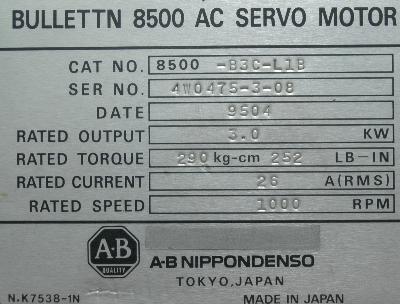 BULLETTN 8500 AC SERVO MOTOR
CAT NO. 8500 -B3C-L1B
SER NO. 4W0475-3-08
DATE 9504
RATED OUTPUT 3.0 KW
RATED TORQUE 290 kg-cm 252 LB-IN
RATED CURRENT 26 A(RMS)
RATED SPEED 1000 RPM
A-B
QUALITY
A-B NIPPONDENSO
TOKYO, JAPAN
N.K7538-1N MADE IN JAPAN